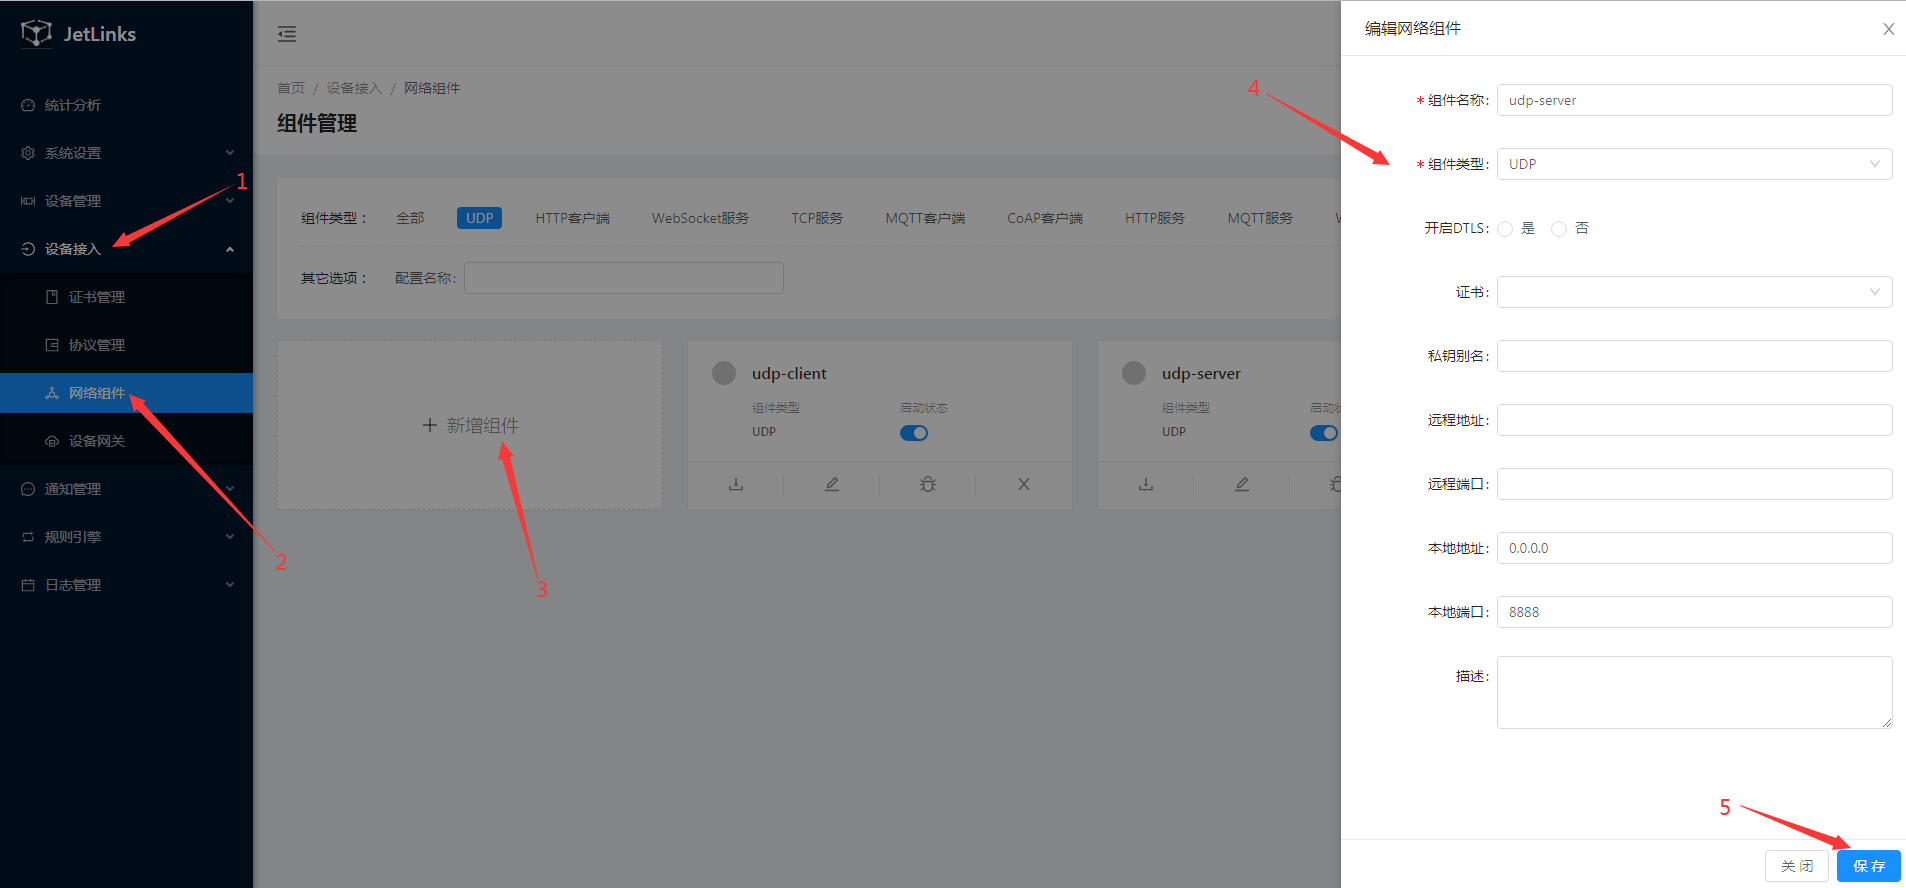 JetLinks
统计分析
系统设置
设备管理
设备接入
证书管理
协议管理
网络组件
设备网关
通知管理
规则引擎
日志管理
1
2
首页 / 设备接入 / 网络组件
组件管理
组件类型： 全部 UDP HTTP客户端 WebSocket服务 TCP服务 MQTT客户端 CoAP客户端 HTTP服务 MQTT服务
其它选项： 配置名称:
+ 新增组件
3
udp-client
组件类型 启动状态
UDP
udp-server
组件类型 启动
UDP
编辑网络组件
4
* 组件名称: udp-server
* 组件类型: UDP
开启DTLS: 是 否
证书:
私钥别名:
远程地址:
远程端口:
本地地址: 0.0.0.0
本地端口: 8888
描述:
5
关 闭 保 存